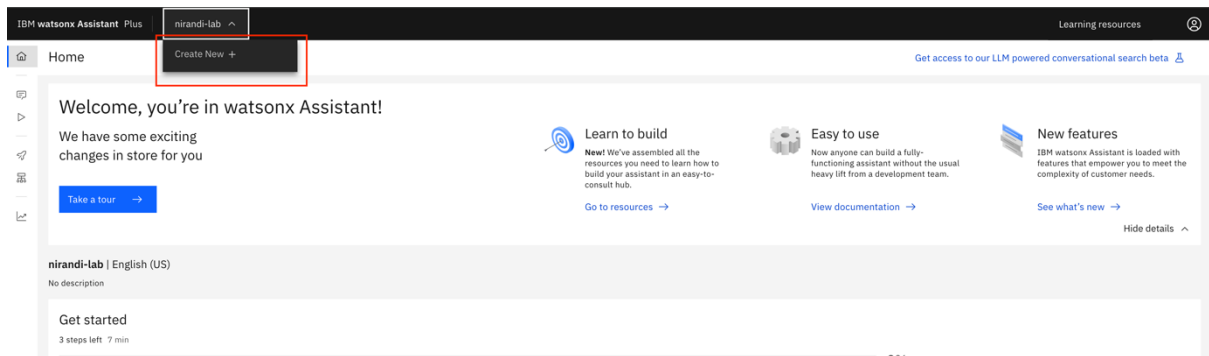 IBM watsonx Assistant Plus
nirandi-lab
Learning resources
Create New +
Home
Get access to our LLM powered conversational search beta
Welcome, you're in watsonx Assistant!
We have some exciting
changes in store for you
Take a tour →
Learn to build
New! We've assembled all the
resources you need to learn how to
build your assistant in an easy-to-
consult hub.
Go to resources →
Easy to use
Now anyone can build a fully-
functioning assistant without the usual
heavy lift from a development team.
View documentation →
New features
IBM watsonx Assistant is loaded with
features that empower you to meet the
complexity of customer needs.
See what's new →
Hide details
nirandi-lab | English (US)
No description
Get started
3 steps left 7 min